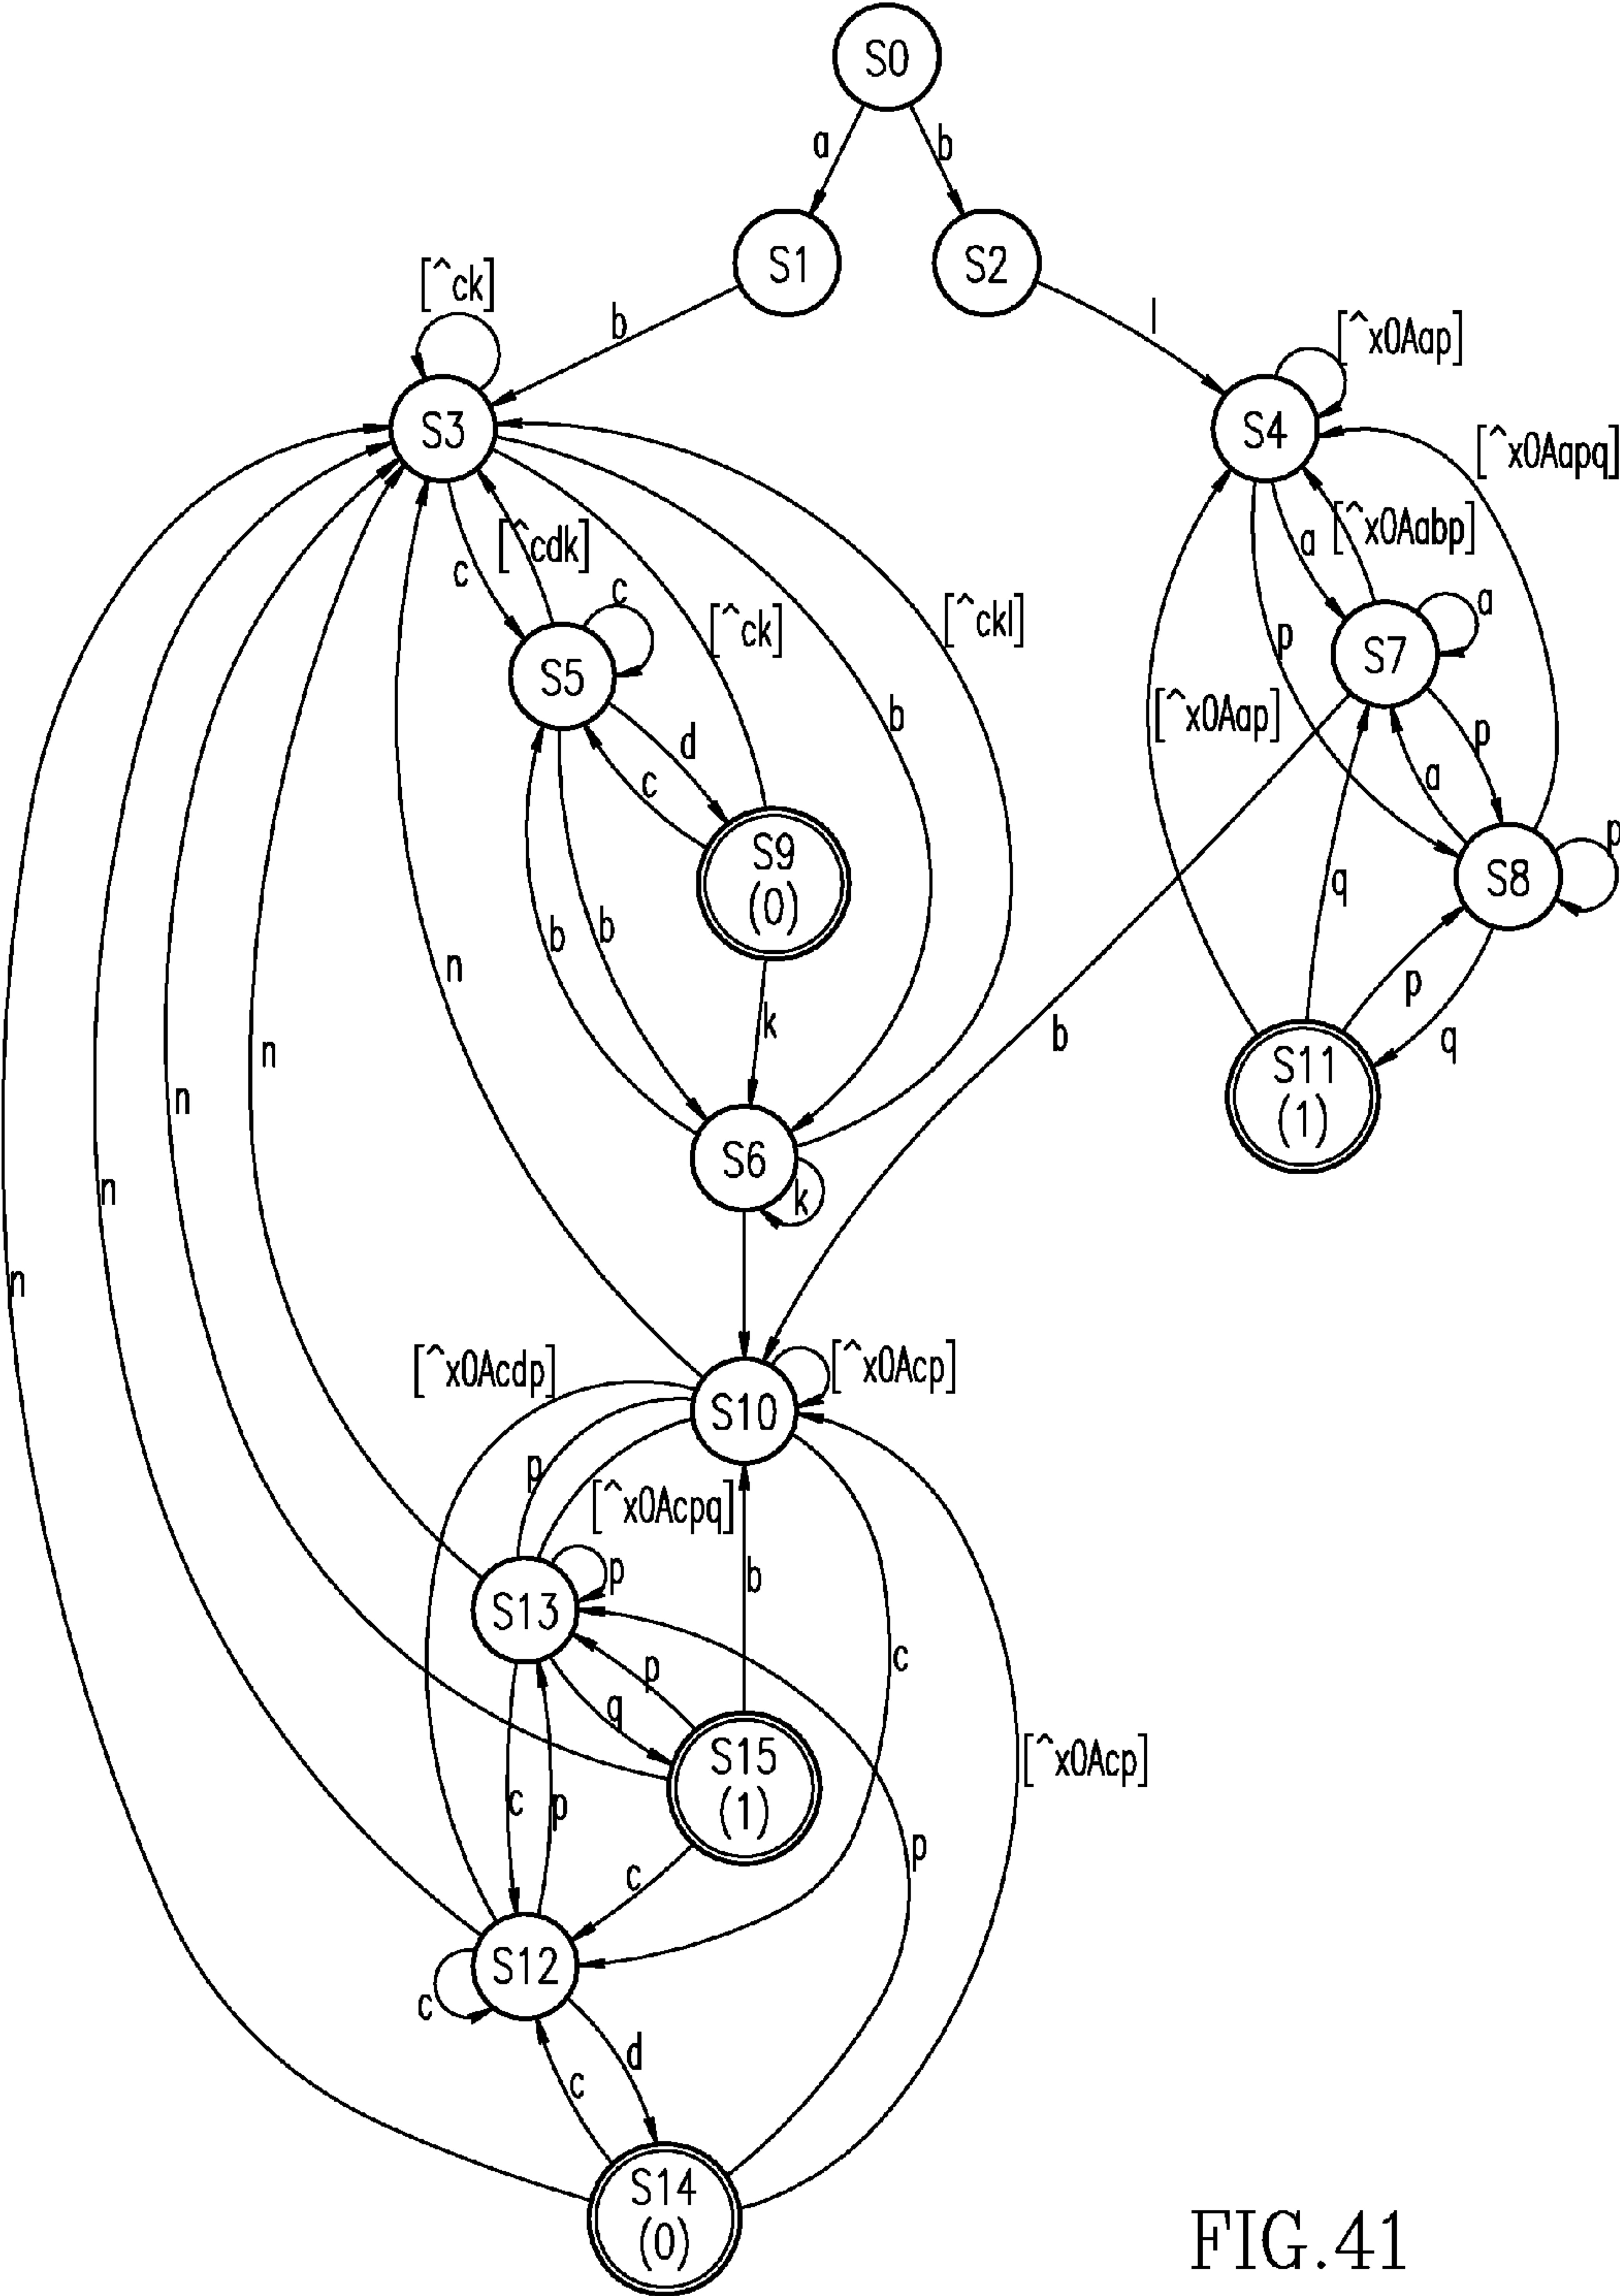 S0
a
b
S1
S2
[^ck]
b
l
[^x0Aap]
S3
S4
[^x0Aapq]
[^cdk]
a
[^x0Aabp]
c
c
[^ck]
[^ckl]
a
S5
p
S7
b
[^x0Aap]
d
p
c
a
p
S9
(0)
q
S8
b
b
n
p
k
b
q
n
S11
(1)
n
S6
n
k
n
[^x0Acdp]
[^x0Acp]
S10
p
[^x0Acpq]
p
b
S13
c
p
q
S15
(1)
[^x0Acp]
c
p
p
c
S12
c
d
c
S14
(0)
FIG.41